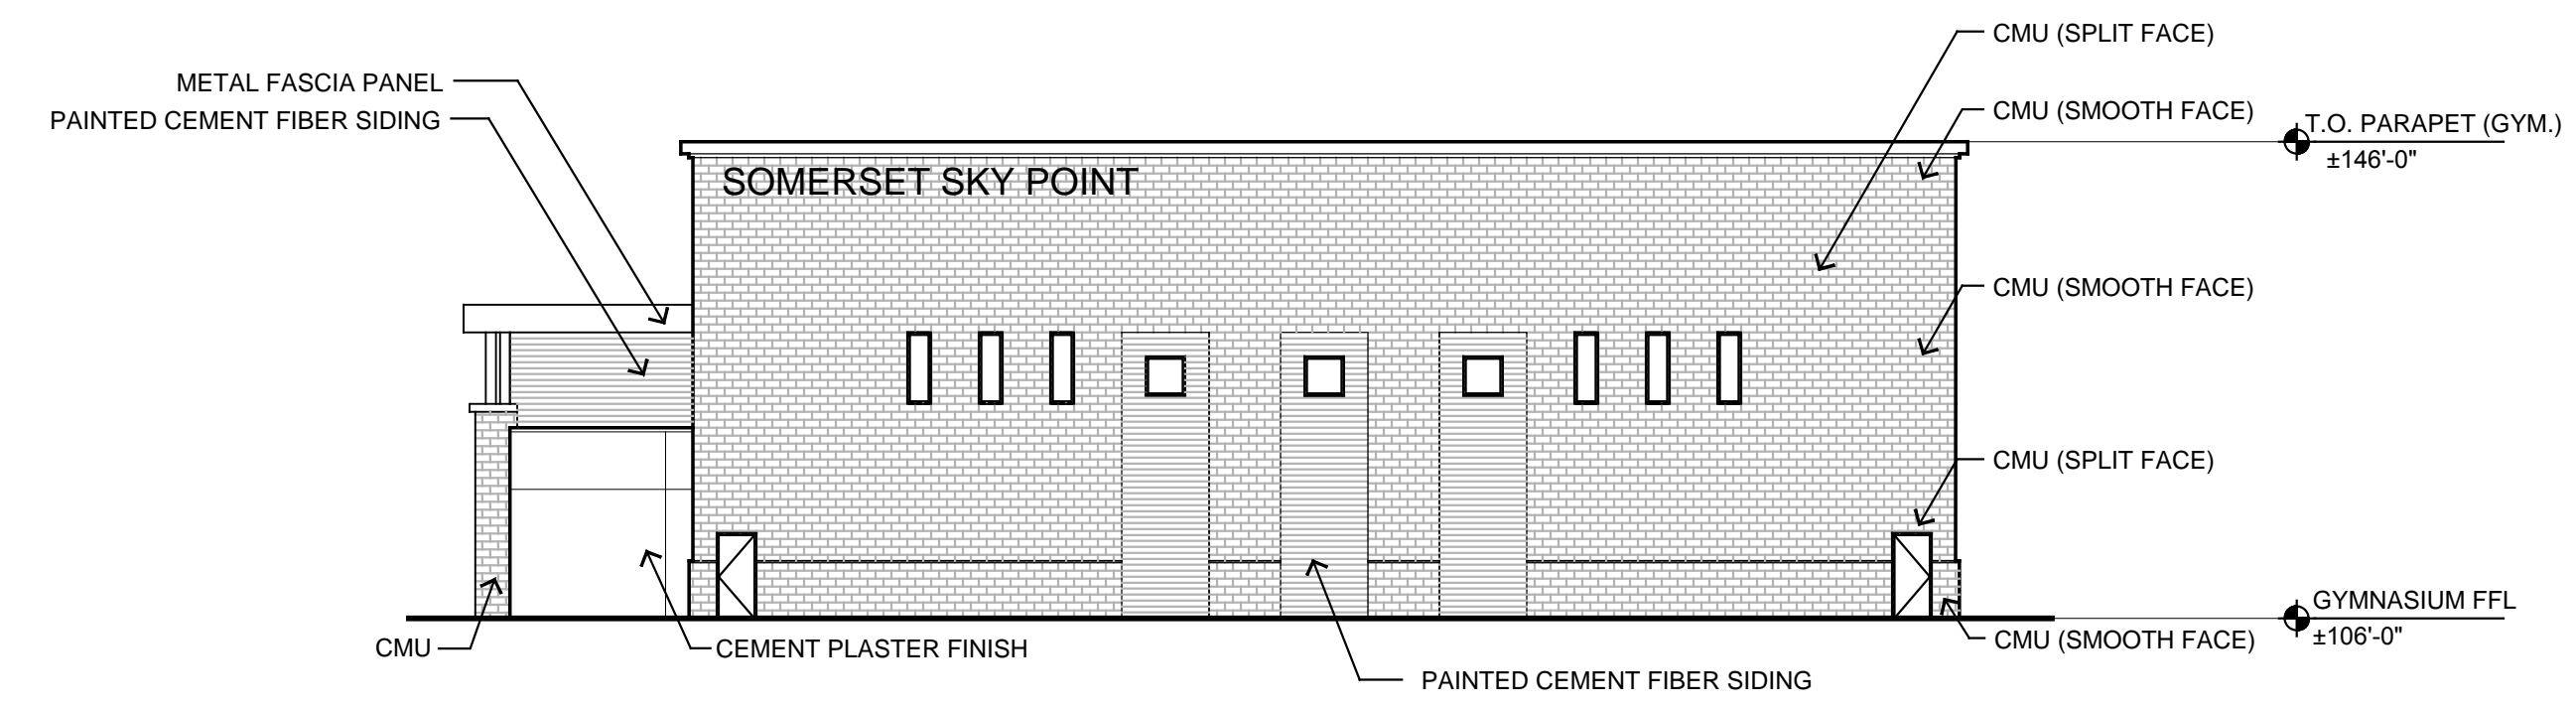 CMU (SPLIT FACE)
METAL FASCIA PANEL
CMU (SMOOTH FACE)
PAINTED CEMENT FIBER SIDING
T.O. PARAPET (GYM.)
±146'-0"
SOMERSET SKY POINT
CMU (SMOOTH FACE)
CMU (SPLIT FACE)
GYMNASIUM FFL
±106'-0"
CMU
CEMENT PLASTER FINISH
CMU (SMOOTH FACE)
PAINTED CEMENT FIBER SIDING